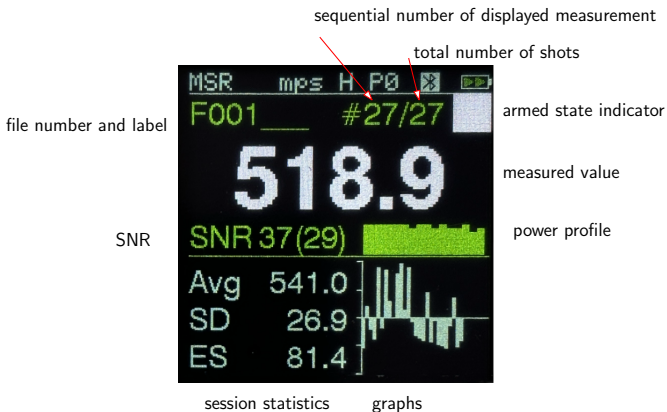 sequential number of displayed measurement
total number of shots
MSR mps H P0
F001___ #27/27
armed state indicator
file number and label
518.9
measured value
SNR
SNR 37(29)
power profile
Avg 541.0
SD 26.9
ES 81.4
session statistics graphs